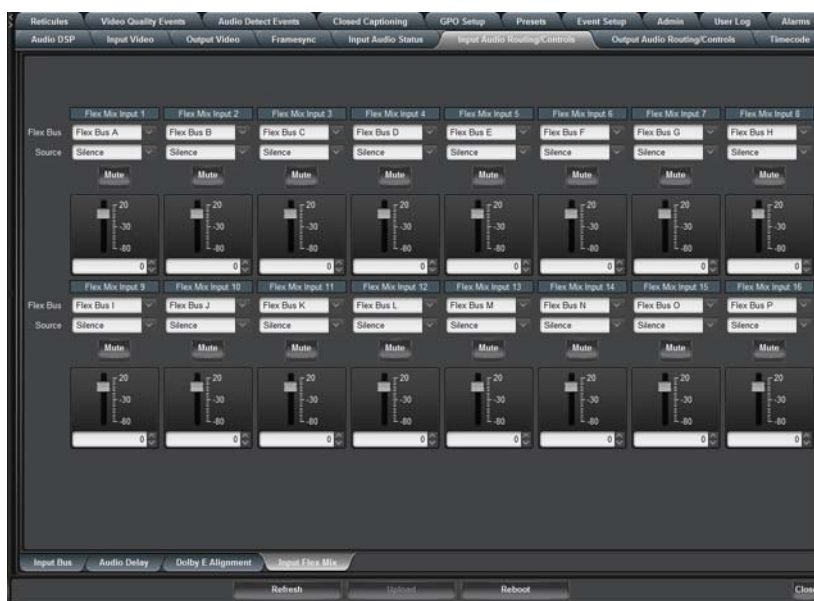 Reticules Video Quality Events Audio Detect Events Closed Captioning GPO Setup Presets Event Setup Admin User Log Alarms
Audio DSP Input Video Output Video Framesync Input Audio Status Input Audio Routing/Controls Output Audio Routing/Controls Timecode
Flex Mix Input 1 Flex Mix Input 2 Flex Mix Input 3 Flex Mix Input 4 Flex Mix Input 5 Flex Mix Input 6 Flex Mix Input 7 Flex Mix Input 8
Flex Bus Flex Bus A Flex Bus B Flex Bus C Flex Bus D Flex Bus E Flex Bus F Flex Bus G Flex Bus H
Source Silence Silence Silence Silence Silence Silence Silence Silence
Mute Mute Mute Mute Mute Mute Mute Mute
20 20 20 20 20 20 20 20
-30 -30 -30 -30 -30 -30 -30 -30
-80 -80 -80 -80 -80 -80 -80 -80
0 0 0 0 0 0 0 0
Flex Mix Input 9 Flex Mix Input 10 Flex Mix Input 11 Flex Mix Input 12 Flex Mix Input 13 Flex Mix Input 14 Flex Mix Input 15 Flex Mix Input 16
Flex Bus Flex Bus I Flex Bus J Flex Bus K Flex Bus L Flex Bus M Flex Bus N Flex Bus O Flex Bus P
Source Silence Silence Silence Silence Silence Silence Silence Silence
Mute Mute Mute Mute Mute Mute Mute Mute
20 20 20 20 20 20 20 20
-30 -30 -30 -30 -30 -30 -30 -30
-80 -80 -80 -80 -80 -80 -80 -80
0 0 0 0 0 0 0 0
Input Bus Audio Delay Dolby E Alignment Input Flex Mix
Refresh Upload Reboot Close